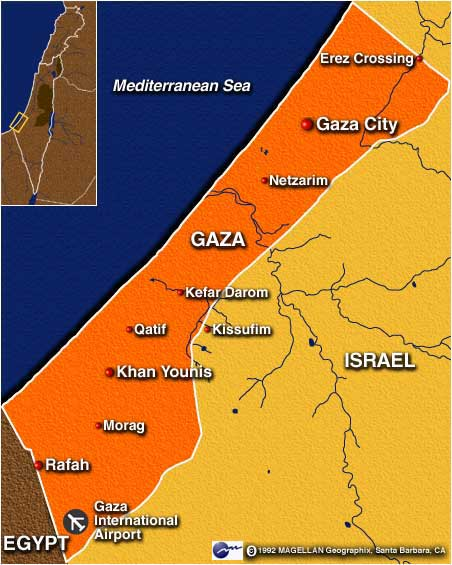 Erez Crossing
Mediterranean Sea
Gaza City
Netzarim
GAZA
Kefar Darom
Qatif
Kissufim
ISRAEL
Khan Younis
Morag
Rafah
Gaza
International
Airport
EGYPT
© 1992 MAGELLAN Geographix, Santa Barbara, CA